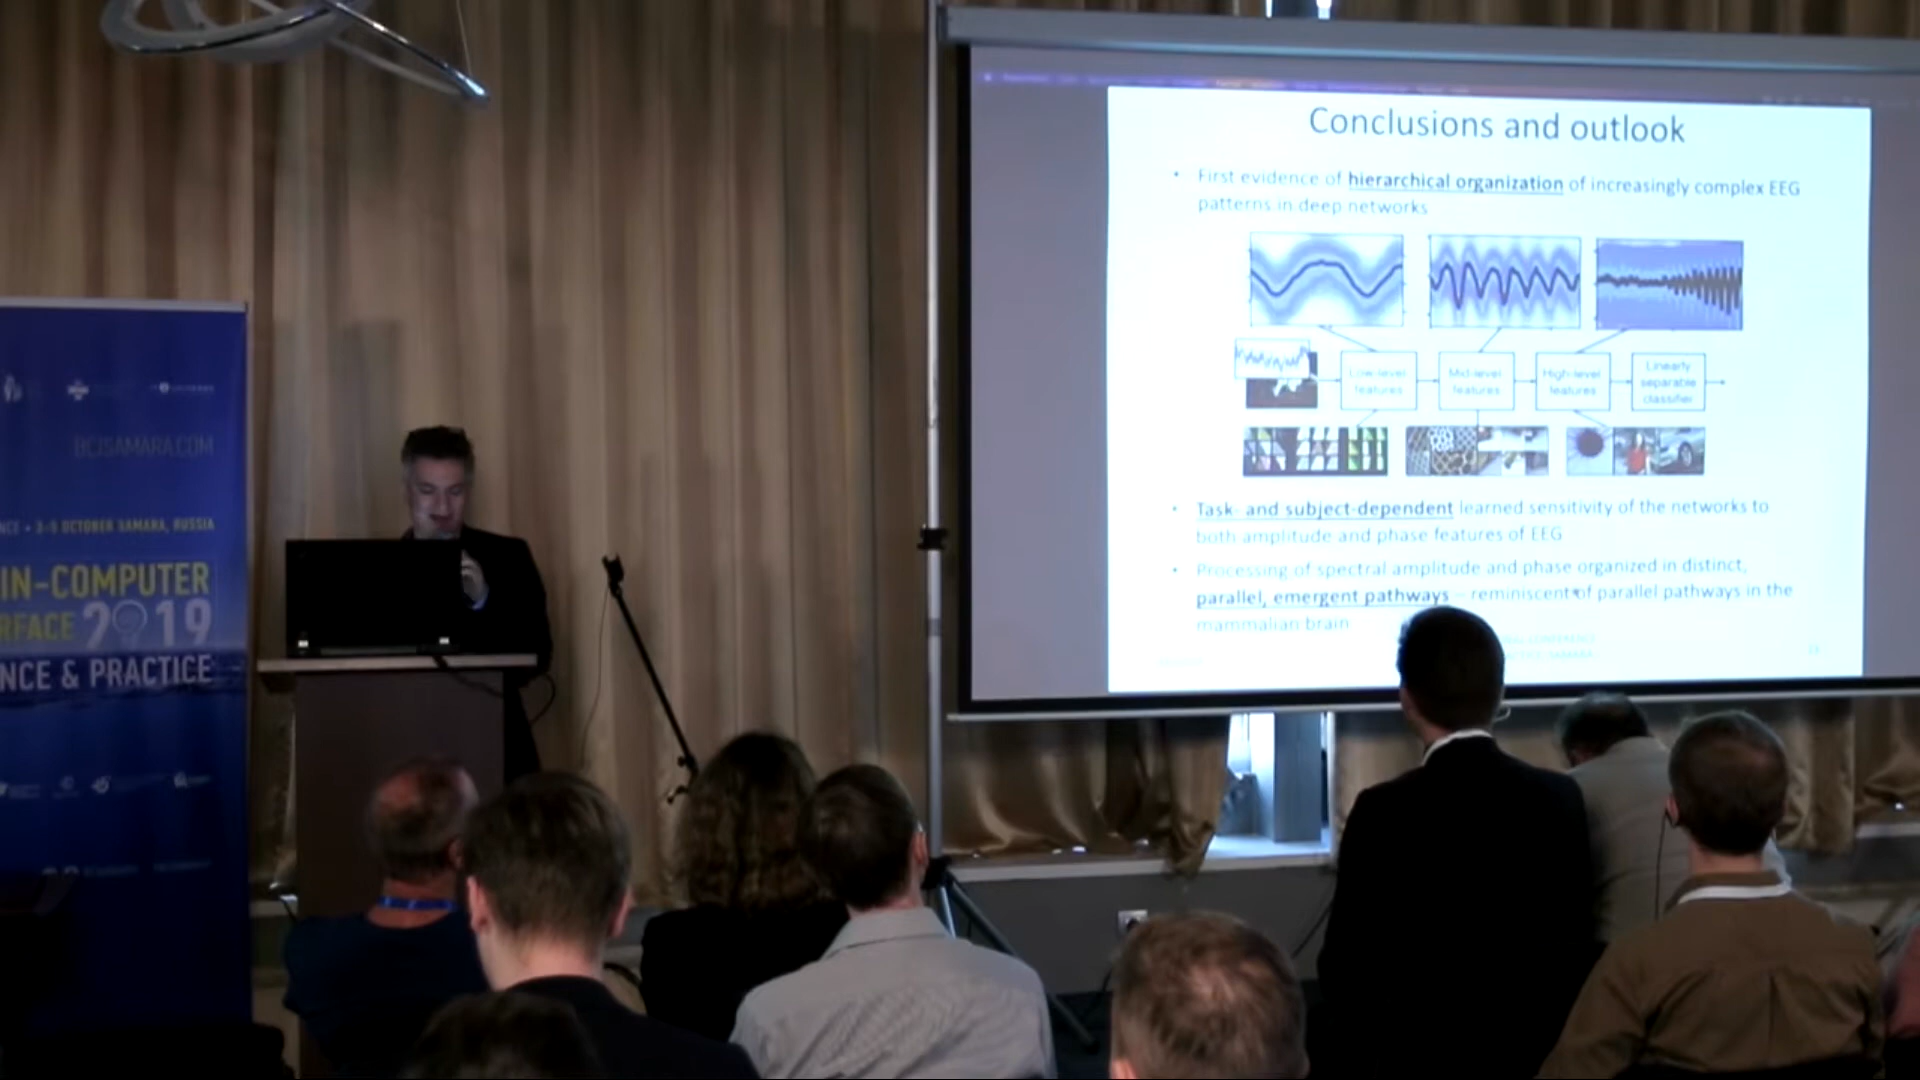 BCISAMARA.COM
NCE • 3-5 OCTOBER SAMARA, RUSSIA
IN-COMPUTER
RFACE 2019
NCE & PRACTICE
Conclusions and outlook
• First evidence of hierarchical organization of increasingly complex EEG
patterns in deep networks
Low-level
features
Mid-level
features
High-level
features
Linearly
separable
classifier
• Task- and subject-dependent learned sensitivity of the networks to
both amplitude and phase features of EEG
• Processing of spectral amplitude and phase organized in distinct,
parallel, emergent pathways – reminiscent of parallel pathways in the
mammalian brain